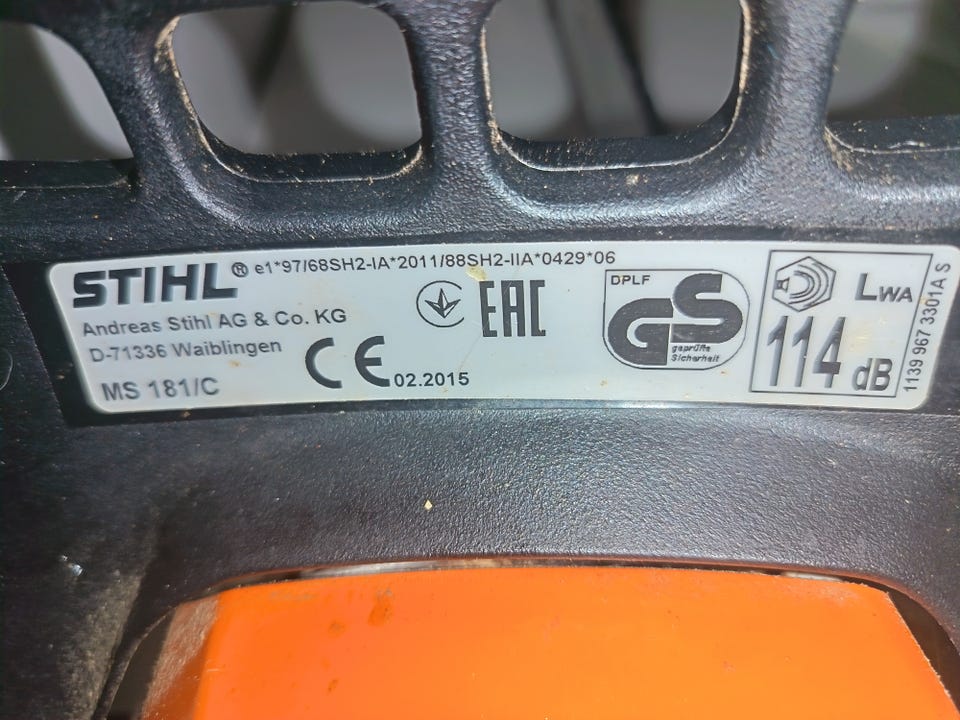 STIHL® e1*97/68SH2-IA*2011/88SH2-IIA*0429*06
Andreas Stihl AG & Co. KG
D-71336 Waiblingen
MS 181/C
CE 02.2015
EAC
DPLF
GS
geprüfte
Sicherheit
LWA
114 dB
1139 967 3301 A S